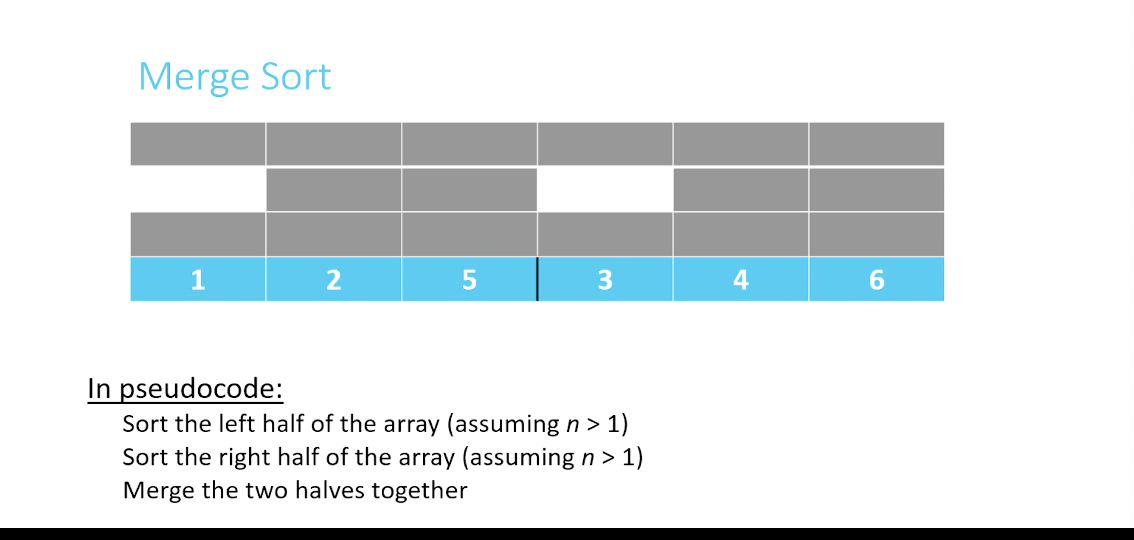 Merge Sort
1 2 5 3 4 6
In pseudocode:
Sort the left half of the array (assuming n > 1)
Sort the right half of the array (assuming n > 1)
Merge the two halves together